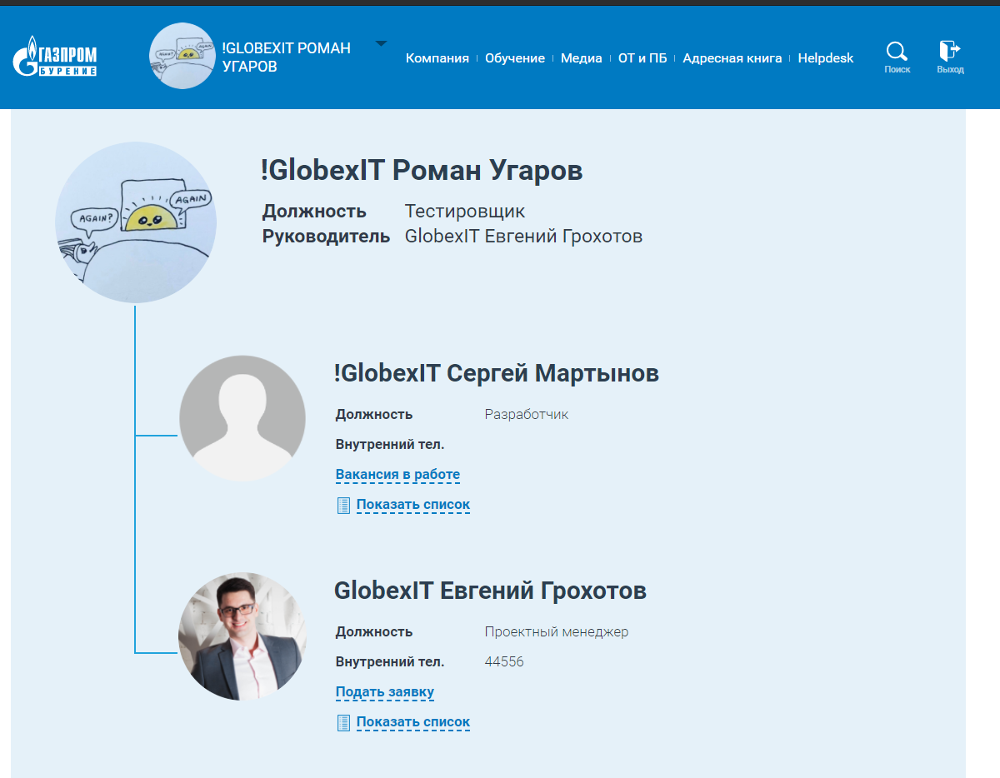 ГАЗПРОМ
БУРЕНИЕ
AGAIN?
AGAIN
!GLOBEXIT РОМАН
УГАРОВ
Компания
Обучение
Медиа
ОТ и ПБ
Адресная книга
Helpdesk
Поиск
Выход
!GlobexIT Роман Угаров
AGAIN
AGAIN?
Должность Тестировщик
Руководитель GlobexIT Евгений Грохотов
!GlobexIT Сергей Мартынов
Должность Разработчик
Внутренний тел.
Вакансия в работе
Показать список
GlobexIT Евгений Грохотов
Должность Проектный менеджер
Внутренний тел. 44556
Подать заявку
Показать список